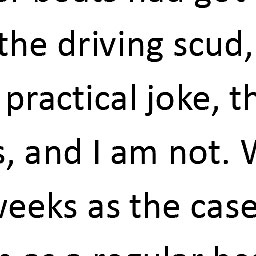 the driving scud,
practical joke, th
s, and I am not. W
weeks as the case